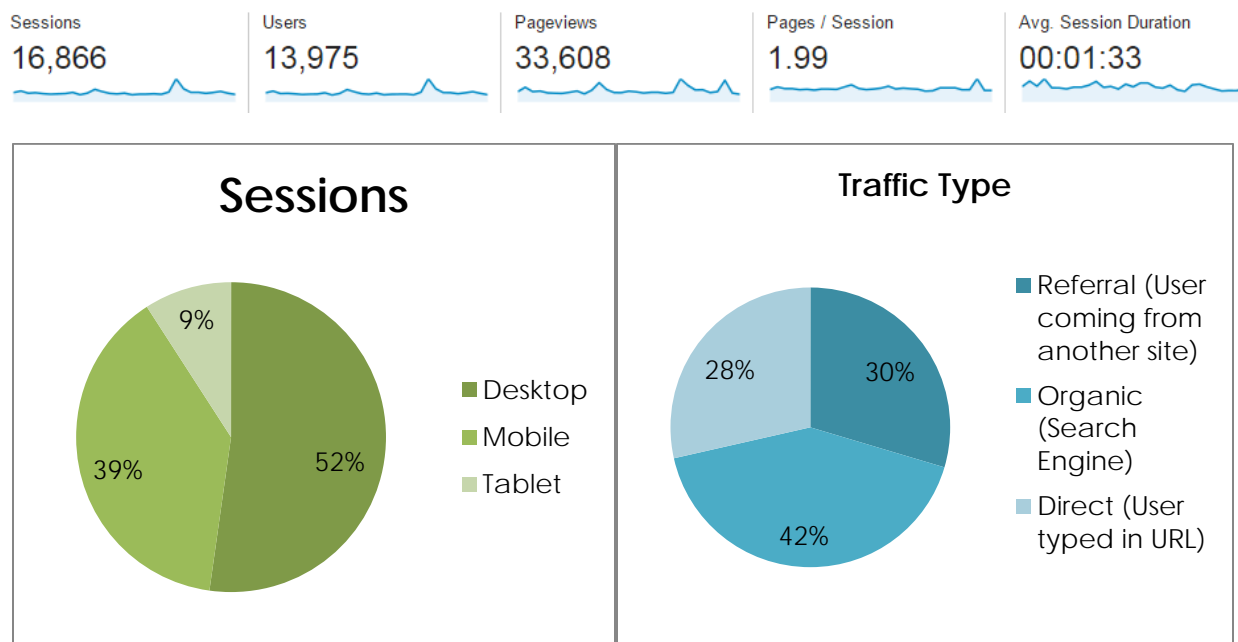 Sessions
16,866
Users
13,975
Pageviews
33,608
Pages / Session
1.99
Avg. Session Duration
00:01:33
Sessions
9%
39%
52%
Desktop
Mobile
Tablet
Traffic Type
28%
30%
42%
Referral (User
coming from
another site)
Organic
(Search
Engine)
Direct (User
typed in URL)